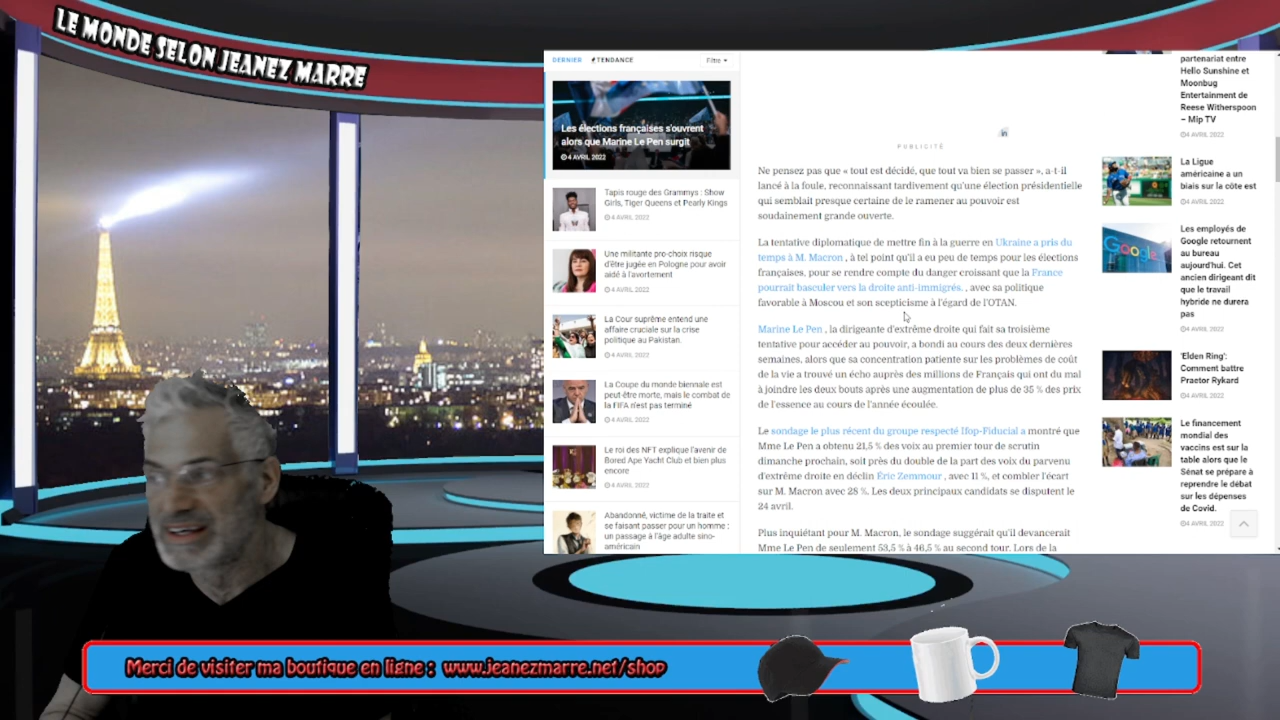 LE MONDE SELON JEANEZ MARRE
DERNIER
TENDANCE
Filtre
Les élections françaises s'ouvrent
alors que Marine Le Pen surgit
4 AVRIL 2022
Tapis rouge des Grammys : Show
Girls, Tiger Queens et Pearly Kings
4 AVRIL 2022
Une militante pro-choix risque
d'être jugée en Pologne pour avoir
aidé à l'avortement
4 AVRIL 2022
La Cour suprême entend une
affaire cruciale sur la crise
politique au Pakistan.
4 AVRIL 2022
La Coupe du monde biennale est
peut-être morte, mais le combat de
la FIFA n'est pas terminé
4 AVRIL 2022
Le roi des NFT explique l'avenir de
Bored Ape Yacht Club et bien plus
encore
4 AVRIL 2022
Abandonné, victime de la traite et
se faisant passer pour un homme :
un passage à l'âge adulte sino-
américain
in
PUBLICITÉ
Ne pensez pas que « tout est décidé, que tout va bien se passer », a-t-il
lancé à la foule, reconnaissant tardivement qu'une élection présidentielle
qui semblait presque certaine de le ramener au pouvoir est
soudainement grande ouverte.
La tentative diplomatique de mettre fin à la guerre en Ukraine a pris du
temps à M. Macron , à tel point qu'il a eu peu de temps pour les élections
françaises, pour se rendre compte du danger croissant que la France
pourrait basculer vers la droite anti-immigrés. , avec sa politique
favorable à Moscou et son scepticisme à l'égard de l'OTAN.
Marine Le Pen , la dirigeante d'extrême droite qui fait sa troisième
tentative pour accéder au pouvoir, a bondi au cours des deux dernières
semaines, alors que sa concentration patiente sur les problèmes de coût
de la vie a trouvé un écho auprès des millions de Français qui ont du mal
à joindre les deux bouts après une augmentation de plus de 35 % des prix
de l'essence au cours de l'année écoulée.
Le sondage le plus récent du groupe respecté Ifop-Fiducial a montré que
Mme Le Pen a obtenu 21,5 % des voix au premier tour de scrutin
dimanche prochain, soit près du double de la part des voix du parvenu
d'extrême droite en déclin Éric Zemmour , avec 11 %, et combler l'écart
sur M. Macron avec 28 %. Les deux principaux candidats se disputent le
24 avril.
Plus inquiétant pour M. Macron, le sondage suggérait qu'il devancerait
Mme Le Pen de seulement 53,5 % à 46,5 % au second tour. Lors de la
partenariat entre
Hello Sunshine et
Moonbug
Entertainment de
Reese Witherspoon
– Mip TV
4 AVRIL 2022
La Ligue
américaine a un
biais sur la côte est
4 AVRIL 2022
Les employés de
Google retournent
au bureau
aujourd'hui. Cet
ancien dirigeant dit
que le travail
hybride ne durera
pas
4 AVRIL 2022
Google
'Elden Ring':
Comment battre
Praetor Rykard
4 AVRIL 2022
Le financement
mondial des
vaccins est sur la
table alors que le
Sénat se prépare à
reprendre le débat
sur les dépenses
de Covid.
4 AVRIL 2022
Merci de visiter ma boutique en ligne : www.jeanezmarre.net/shop